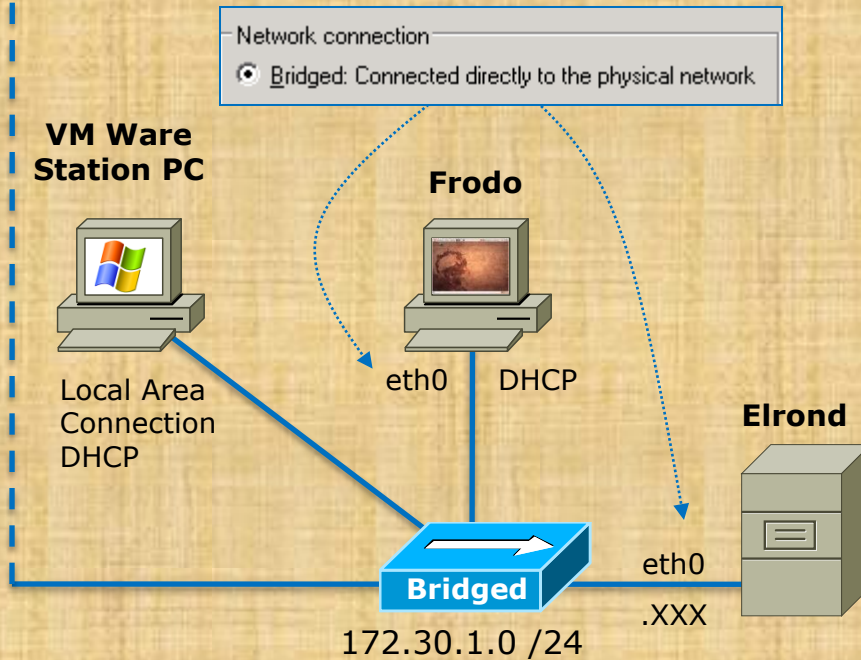 Network connection
Bridged: Connected directly to the physical network
VM Ware
Station PC
Frodo
eth0
DHCP
Local Area
Connection
DHCP
Elrond
eth0
.XXX
Bridged
172.30.1.0 /24